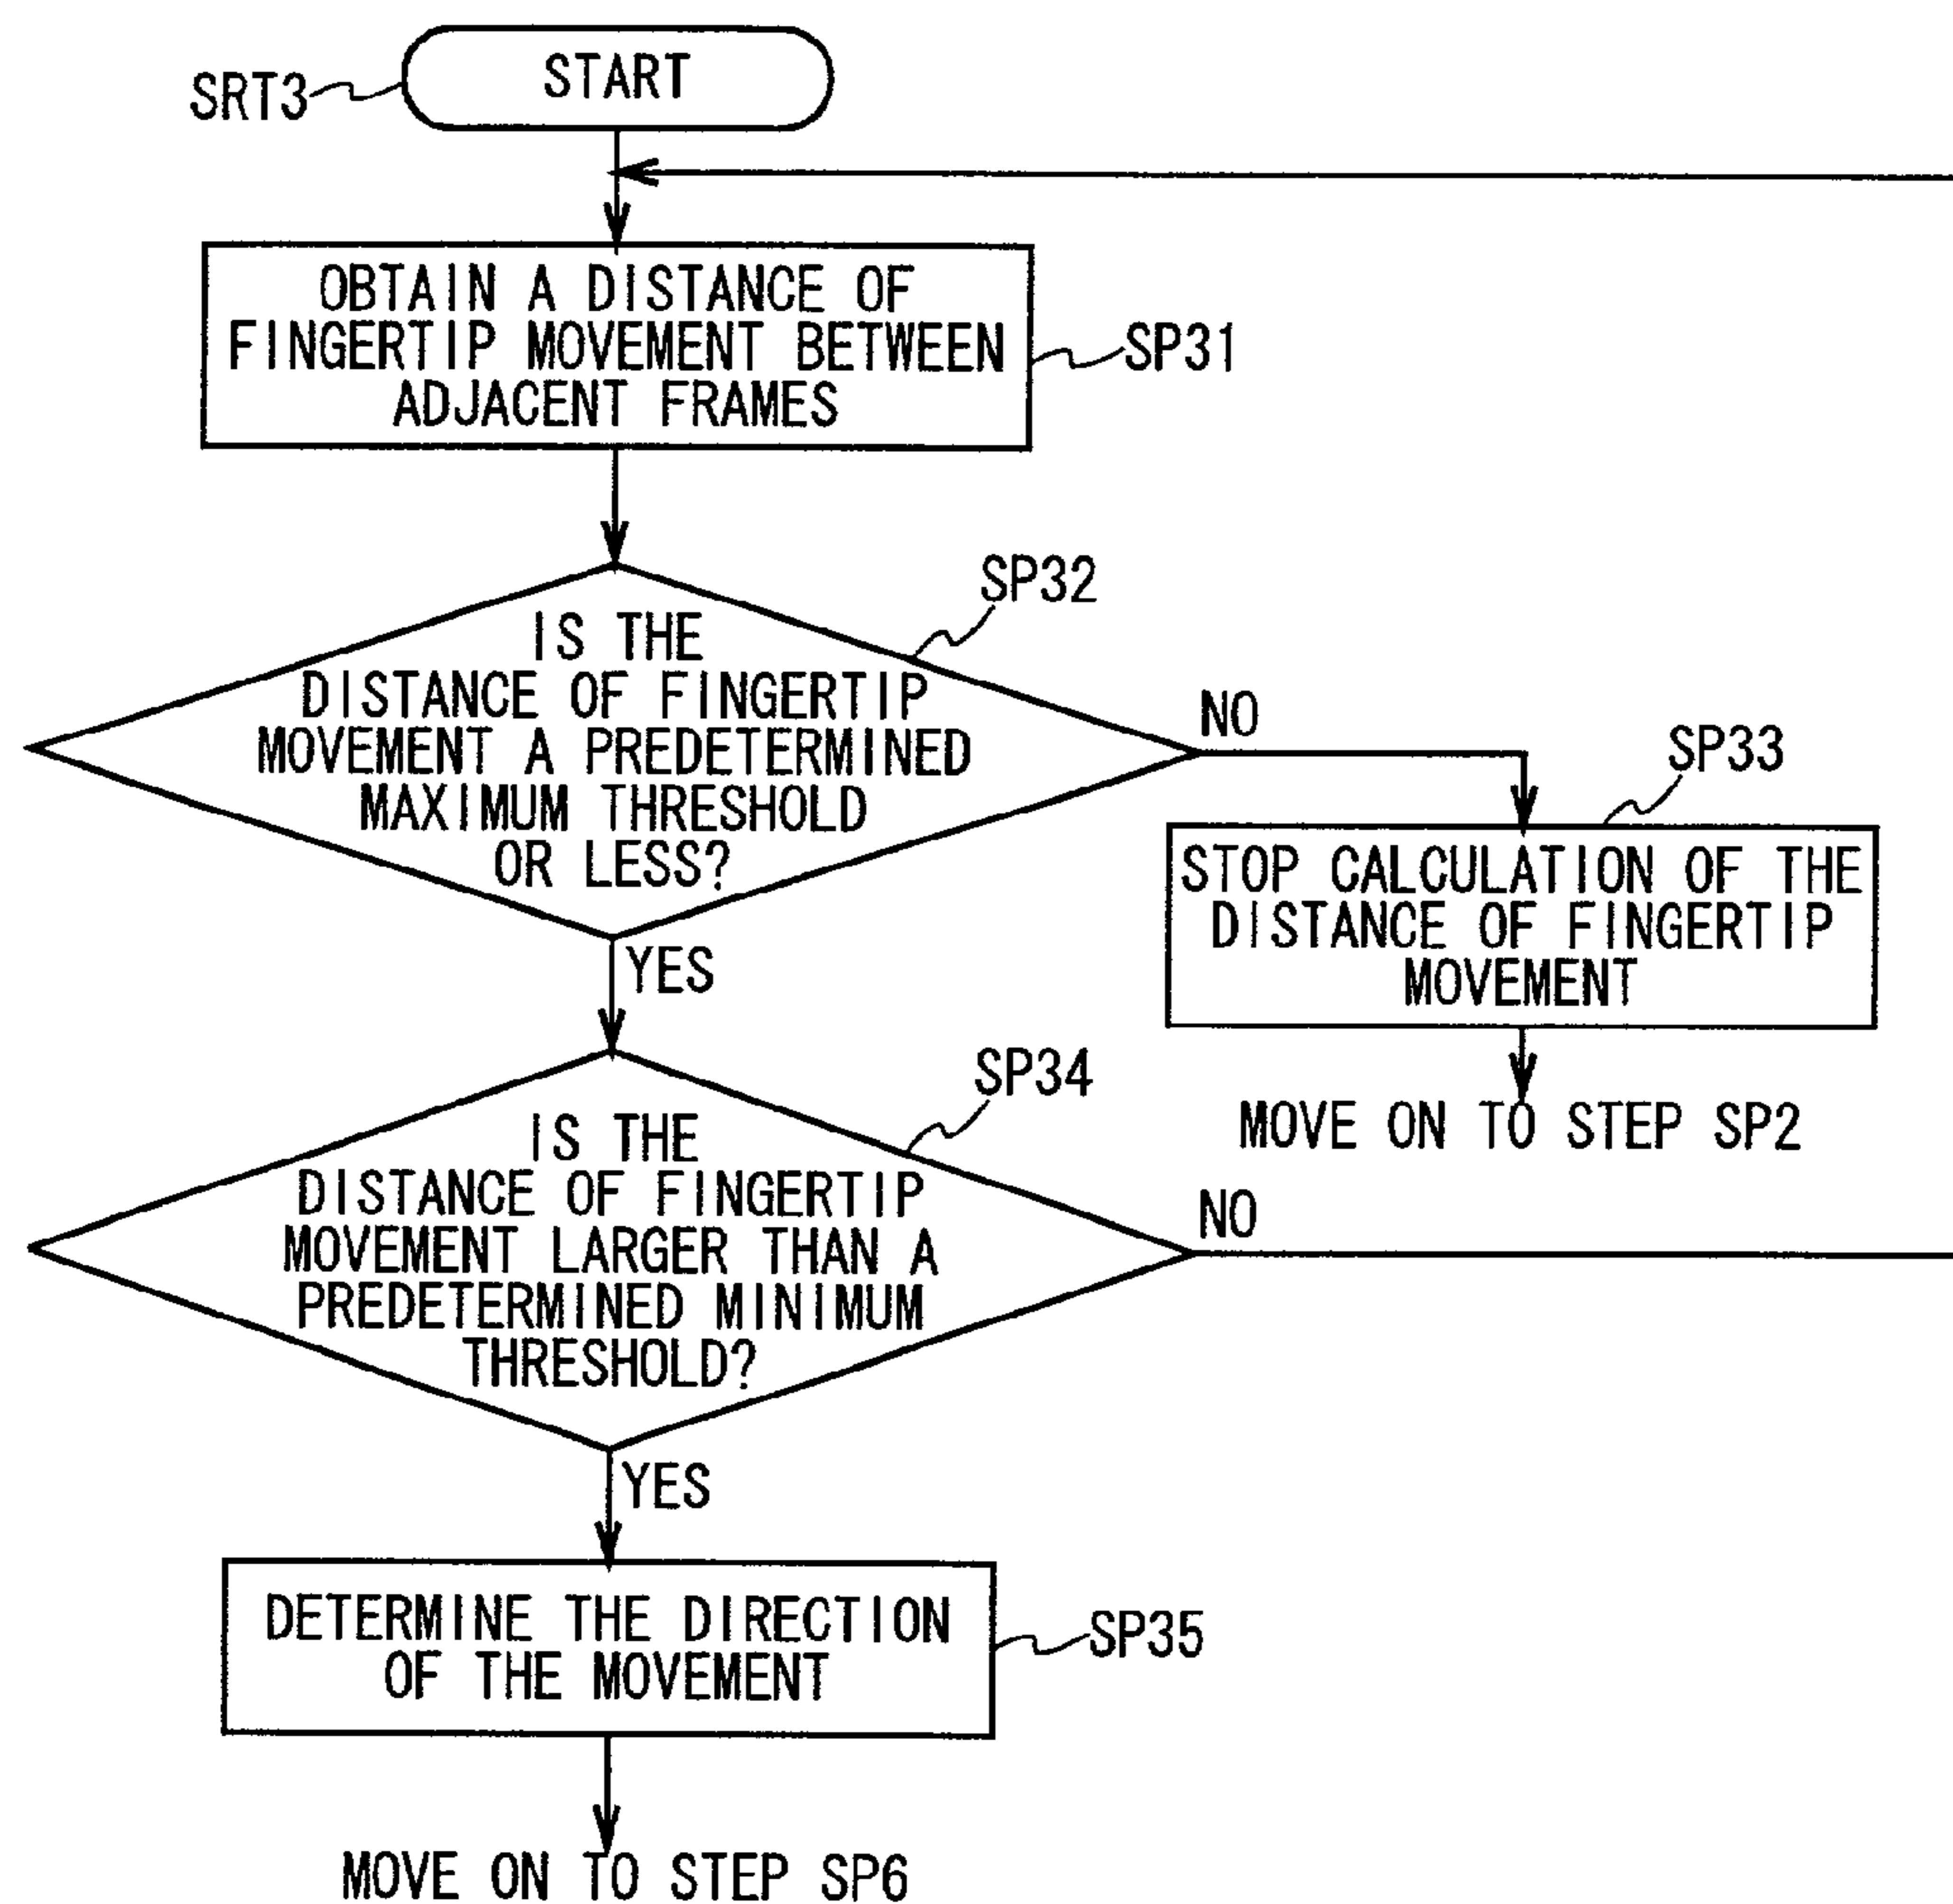 START
SRT3
OBTAIN A DISTANCE OF
FINGERTIP MOVEMENT BETWEEN
ADJACENT FRAMES
SP31
SP32
IS THE
DISTANCE OF FINGERTIP
MOVEMENT A PREDETERMINED
MAXIMUM THRESHOLD
OR LESS?
NO
SP33
STOP CALCULATION OF THE
DISTANCE OF FINGERTIP
MOVEMENT
MOVE ON TO STEP SP2
YES
SP34
IS THE
DISTANCE OF FINGERTIP
MOVEMENT LARGER THAN A
PREDETERMINED MINIMUM
THRESHOLD?
NO
YES
DETERMINE THE DIRECTION
OF THE MOVEMENT
SP35
MOVE ON TO STEP SP6